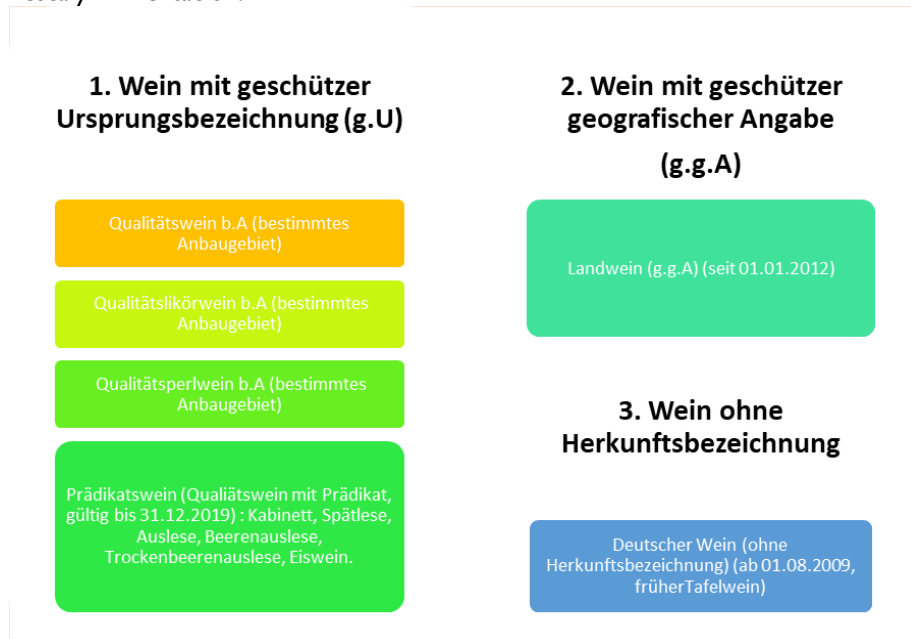 1. Wein mit geschützer
Ursprungsbezeichnung (g.U)
Qualitätswein b.A (bestimmtes
Anbaugebiet)
Qualitätslikörwein b.A (bestimmtes
Anbaugebiet)
Qualitätsperlwein b.A (bestimmtes
Anbaugebiet)
Prädikatswein (Qualiätswein mit Prädikat,
gültig bis 31.12.2019) : Kabinett, Spätlese,
Auslese, Beerenauslese,
Trockenbeerenauslese, Eiswein.
2. Wein mit geschützer
geografischer Angabe
(g.g.A)
Landwein (g.g.A) (seit 01.01.2012)
3. Wein ohne
Herkunftsbezeichnung
Deutscher Wein (ohne
Herkunftsbezeichnung) (ab 01.08.2009,
früherTafelwein)